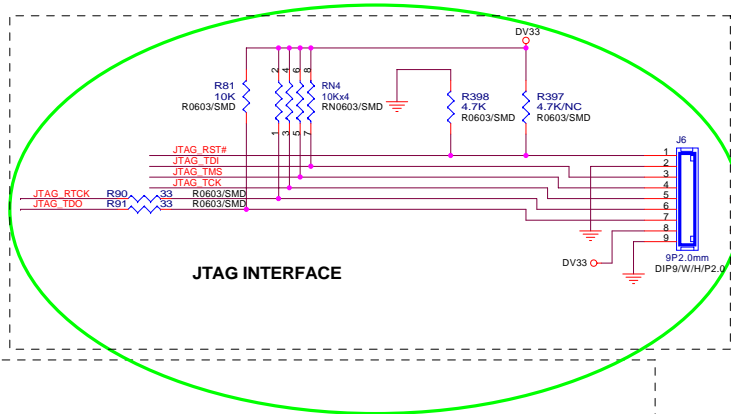 DV33
R81
10K
R0603/SMD
2
4
6
8
RN4
10Kx4
RN0603/SMD
1
3
5
7
R398
4.7K
R0603/SMD
R397
4.7K/NC
R0603/SMD
J6
JTAG_RST#
JTAG_TDI
JTAG_TMS
JTAG_TCK
JTAG_RTCK R90 33 R0603/SMD
JTAG_TDO R91 33 R0603/SMD
1
2
3
4
5
6
7
8
9
DV33
9P2.0mm
DIP9/W/H/P2.0
JTAG INTERFACE